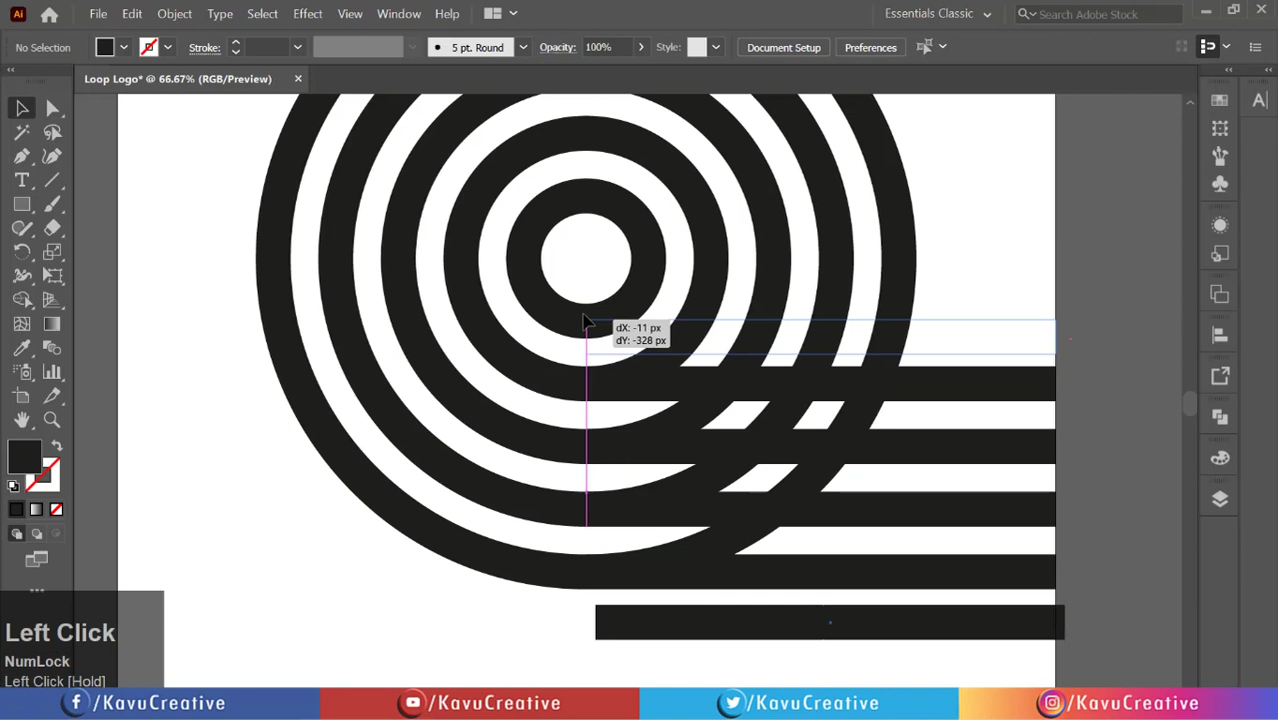 Ai File Edit Object Type Select Effect View Window Help Essentials Classic Search Adobe Stock
No Selection Stroke: 5 pt. Round Opacity: 100% Style: Document Setup Preferences
Loop Logo* @ 66.67% (RGB/Preview) ×
dX: -11 px
dY: -328 px
Left Click
NumLock
Left Click [Hold]
/KavuCreative /KavuCreative /KavuCreative /KavuCreative